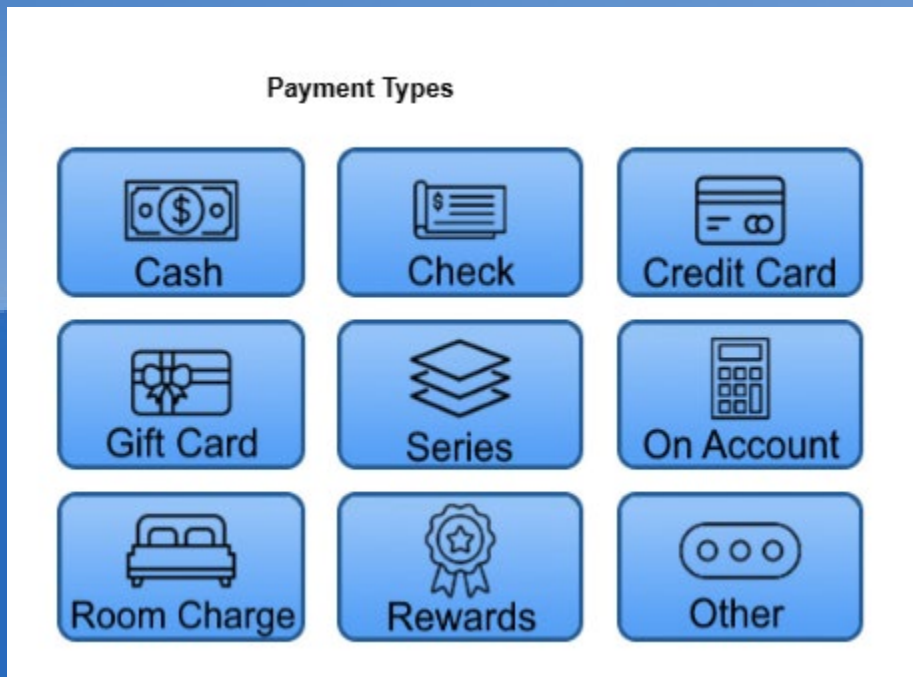 Payment Types
Cash
Check
Credit Card
Gift Card
Series
On Account
Room Charge
Rewards
Other